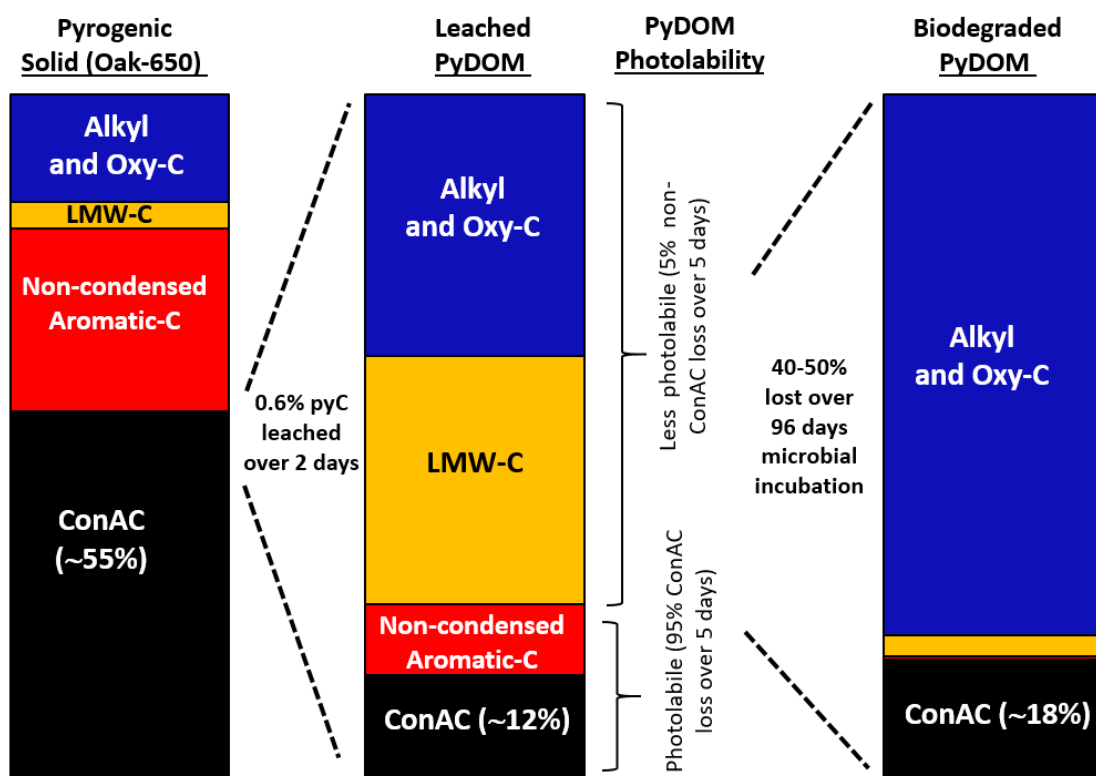 Pyrogenic
Solid (Oak-650)
Alkyl
and Oxy-C
LMW-C
Non-condensed
Aromatic-C
ConAC
(~55%)
0.6% pyC
leached
over 2 days
Leached
PyDOM
Alkyl
and Oxy-C
LMW-C
Non-condensed
Aromatic-C
ConAC (~12%)
PyDOM
Photolability
Less photolabile (5% non-
ConAC loss over 5 days)
Photolabile (95% ConAC
loss over 5 days)
40-50%
lost over
96 days
microbial
incubation
Biodegraded
PyDOM
Alkyl
and Oxy-C
ConAC (~18%)